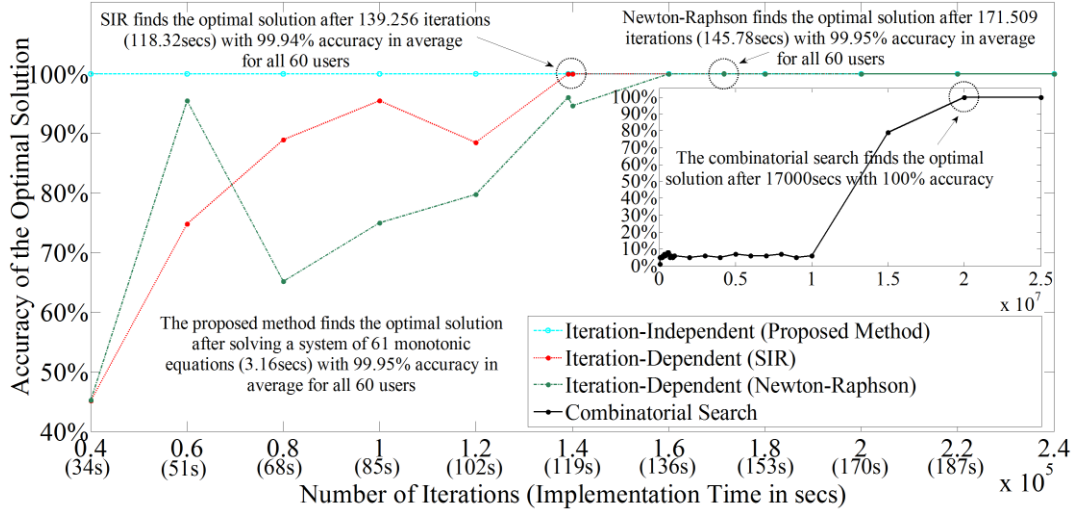 SIR finds the optimal solution after 139.256 iterations
(118.32secs) with 99.94% accuracy in average
for all 60 users
Newton-Raphson finds the optimal solution after 171.509
iterations (145.78secs) with 99.95% accuracy in average
for all 60 users
Accuracy of the Optimal Solution
100%
90%
80%
70%
60%
50%
40%
100%
90%
80%
70%
60%
50%
40%
30%
20%
10%
0%
The combinatorial search finds the optimal
solution after 17000secs with 100% accuracy
0 0.5 1 1.5 2 2.5
x 10^7
The proposed method finds the optimal solution
after solving a system of 61 monotonic
equations (3.16secs) with 99.95% accuracy in
average for all 60 users
Iteration-Independent (Proposed Method)
Iteration-Dependent (SIR)
Iteration-Dependent (Newton-Raphson)
Combinatorial Search
0.4 0.6 0.8 1 1.2 1.4 1.6 1.8 2 2.2 2.4
(34s) (51s) (68s) (85s) (102s) (119s) (136s) (153s) (170s) (187s)
x 10^5
Number of Iterations (Implementation Time in secs)